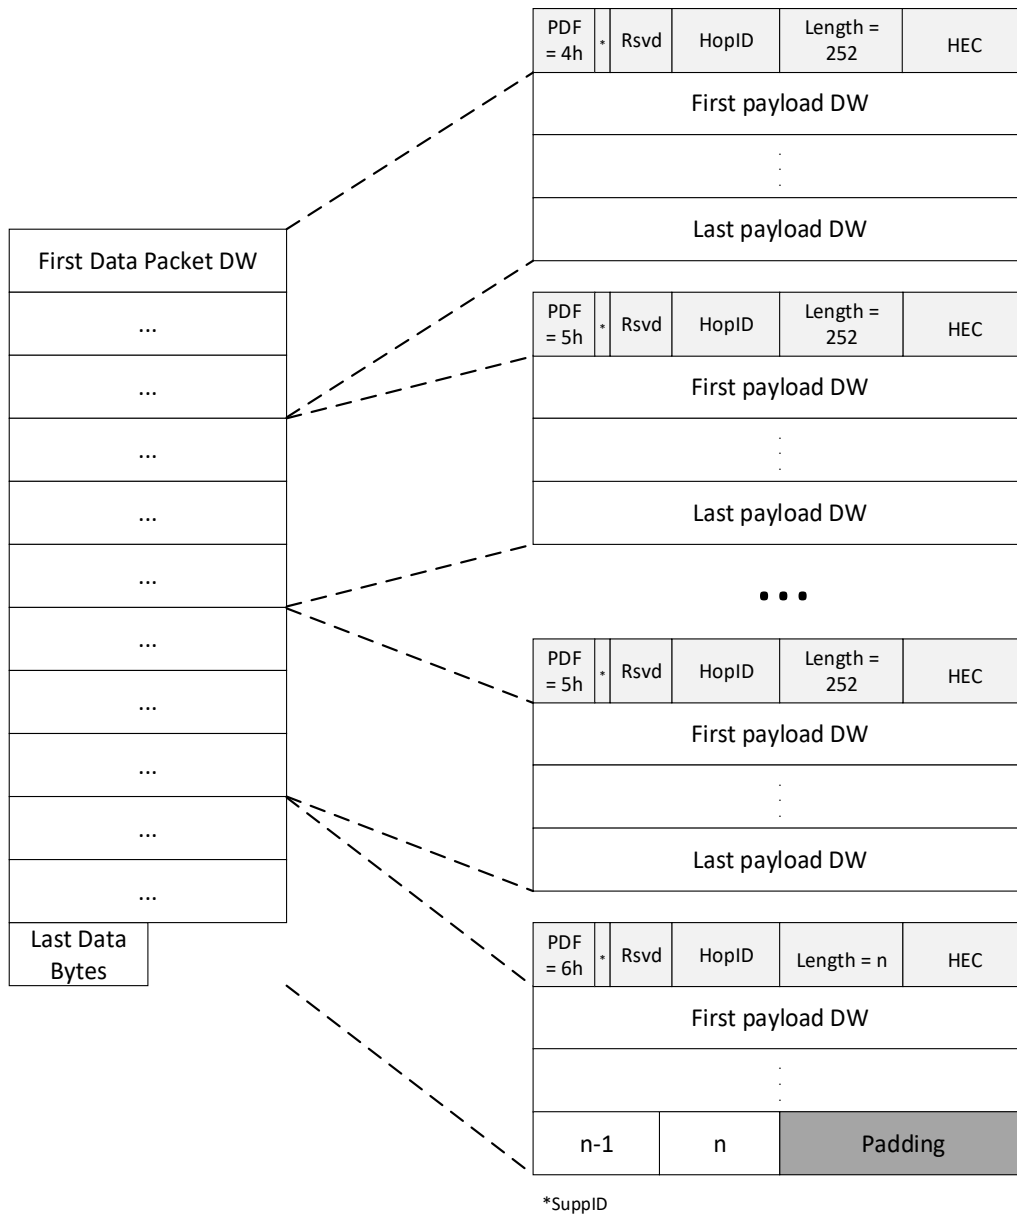 PDF
= 4h
*
Rsvd
HopID
Length =
252
HEC
First payload DW
.
.
.
Last payload DW
First Data Packet DW
...
...
...
...
...
...
...
...
...
...
Last Data
Bytes
PDF
= 5h
*
Rsvd
HopID
Length =
252
HEC
First payload DW
.
.
.
Last payload DW
...
PDF
= 5h
*
Rsvd
HopID
Length =
252
HEC
First payload DW
.
.
.
Last payload DW
PDF
= 6h
*
Rsvd
HopID
Length = n
HEC
First payload DW
.
.
.
n-1
n
Padding
*SuppID